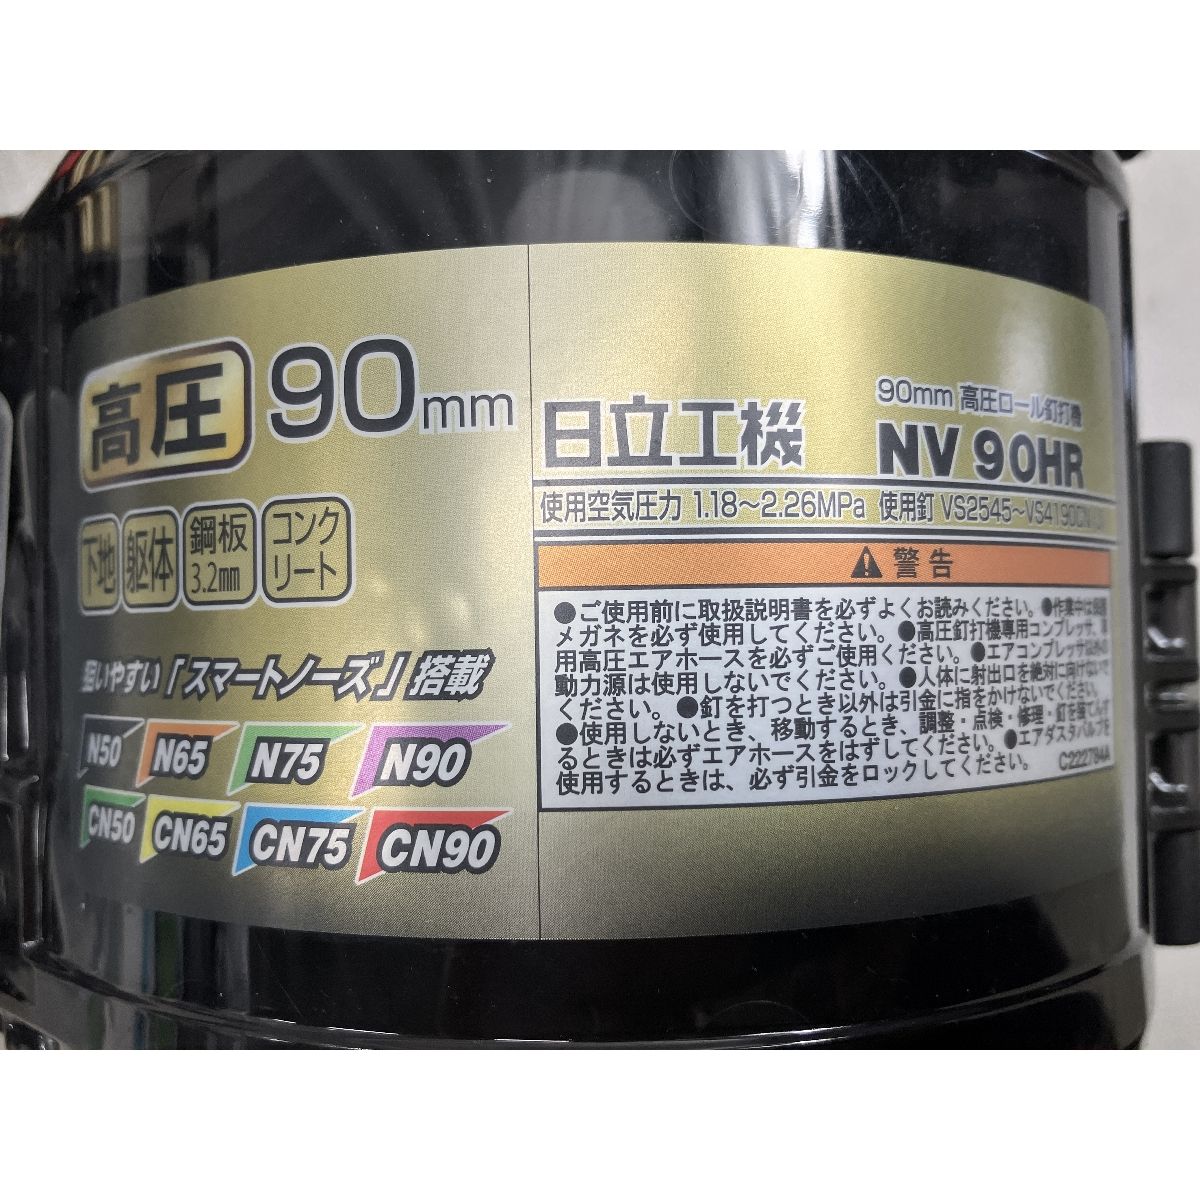 高圧 90mm
下地 躯体 鋼板 3.2mm コンクリート
狙いやすい「スマートノーズ」搭載
N50 N65 N75 N90
CN50 CN65 CN75 CN90
90mm 高圧ロール釘打機
日立工機 NV 90HR
使用空気圧力 1.18～2.26MPa 使用釘 VS2545～VS4190CN
警告
●ご使用前に取扱説明書を必ずよくお読みください。●作業中は
メガネを必ず使用してください。●高圧釘打機専用コンプレッサ、
用高圧エアホースを必ずご使用ください。●エアコンプレッサ以外の
動力源は使用しないでください。●人体に射出口を絶対に向けないで
ください。●釘を打つとき以外は引金に指をかけないでください。
●使用しないとき、移動するとき、調整・点検・修理・釘を
るときは必ずエアホースをはずしてください。●エアダスタバルブを
使用するときは、必ず引金をロックしてください。 C222784A